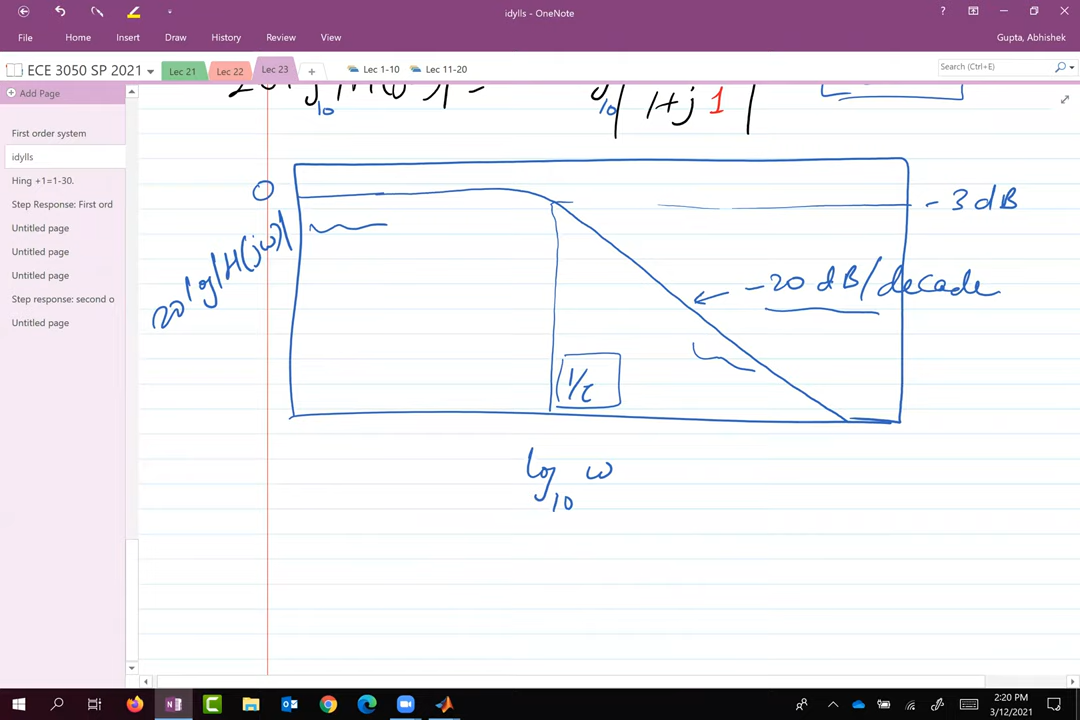 idylls - OneNote
? Gupta, Abhishek
File Home Insert Draw History Review View
ECE 3050 SP 2021 Lec 21 Lec 22 Lec 23 + Lec 1-10 Lec 11-20
Search (Ctrl+E)
Add Page
First order system
idylls
Hing +1=1-30.
Step Response: First ord
Untitled page
Untitled page
Untitled page
Step response: second o
Untitled page
10
10 | 1+j 1 |
0
- 3 dB
20 log|H(jω)|
-20 dB/decade
1/τ
log10 ω
2:20 PM
3/12/2021